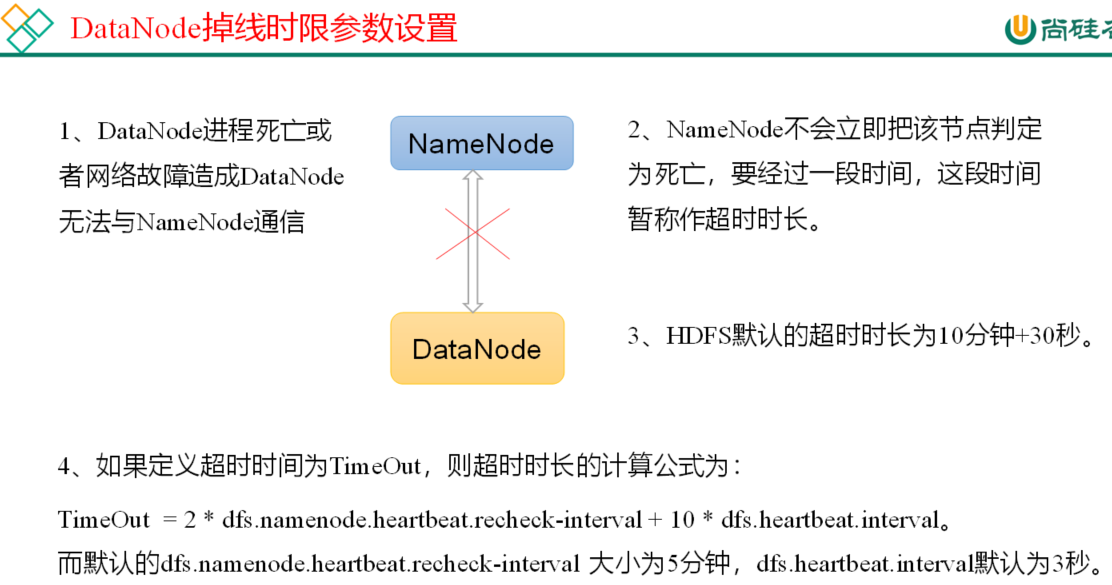 DataNode掉线时限参数设置
尚硅
1、DataNode进程死亡或
者网络故障造成DataNode
无法与NameNode通信
NameNode
DataNode
2、NameNode不会立即把该节点判定
为死亡，要经过一段时间，这段时间
暂称作超时时长。
3、HDFS默认的超时时长为10分钟+30秒。
4、如果定义超时时间为TimeOut，则超时时长的计算公式为：
TimeOut = 2 * dfs.namenode.heartbeat.recheck-interval + 10 * dfs.heartbeat.interval。
而默认的dfs.namenode.heartbeat.recheck-interval 大小为5分钟，dfs.heartbeat.interval默认为3秒。